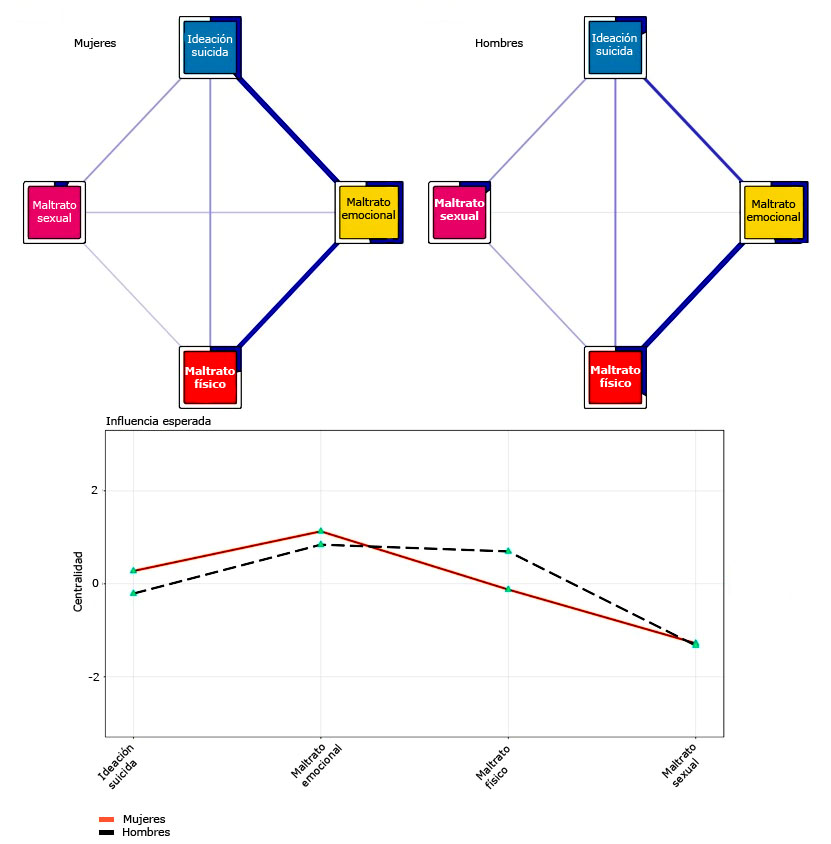 Mujeres
Ideación
suicida
Maltrato
sexual
Maltrato
emocional
Maltrato
físico
Hombres
Ideación
suicida
Maltrato
sexual
Maltrato
emocional
Maltrato
físico
Influencia esperada
Centralidad
2
0
-2
Ideación
suicida
Maltrato
emocional
Maltrato
físico
Maltrato
sexual
Mujeres
Hombres